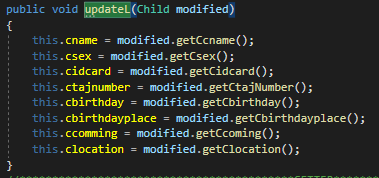 public void updateL(Child modified)
{
this.cname = modified.getCcname();
this.csex = modified.getCsex();
this.cidcard = modified.getCidcard();
this.ctajnumber = modified.getCtajNumber();
this.cbirthday = modified.getCbirthday();
this.cbirthdayplace = modified.getCbirthdayplace();
this.ccomming = modified.getCcoming();
this.clocation = modified.getClocation();
}